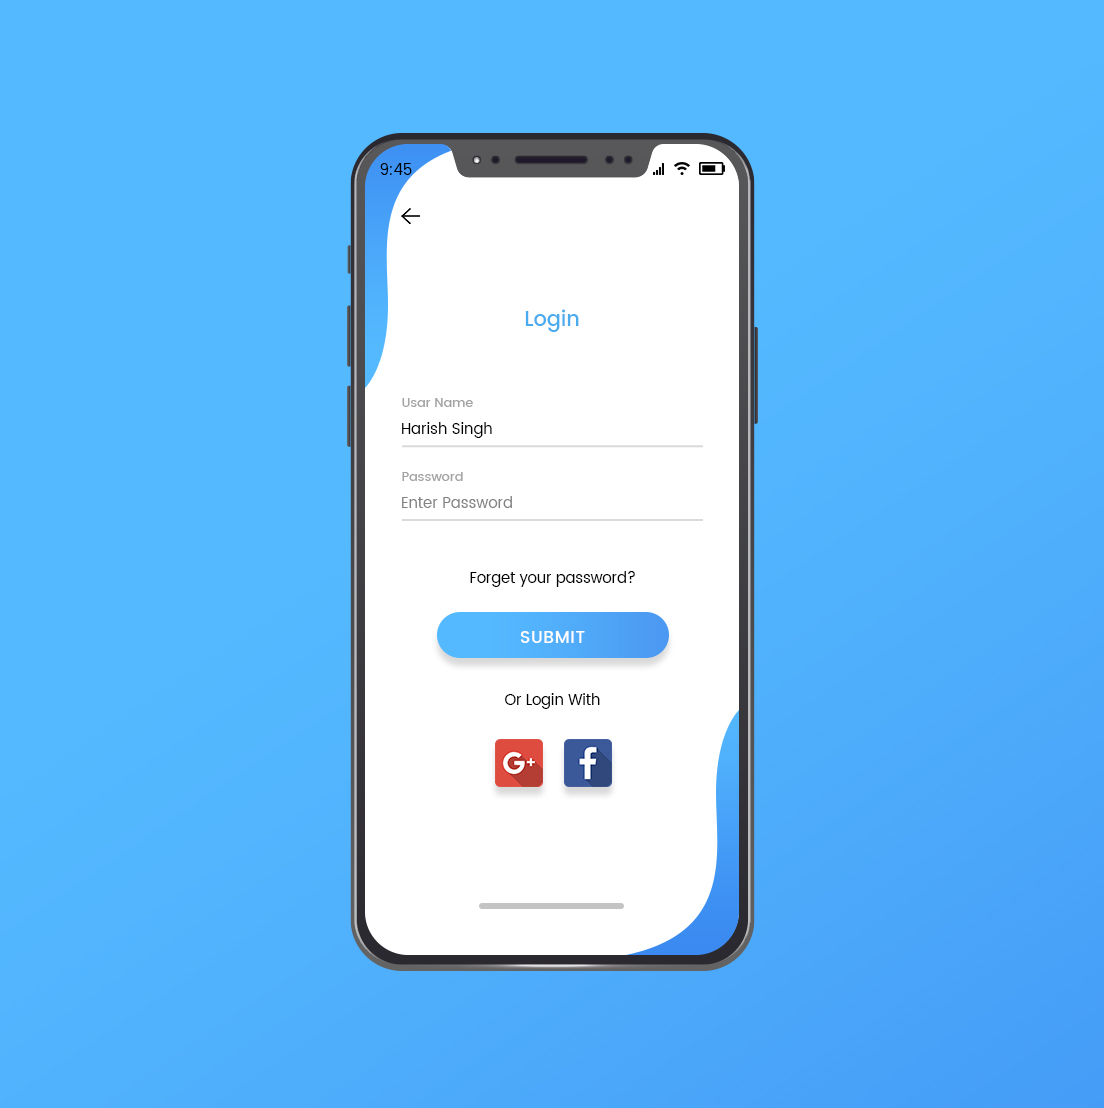 9:45
Login
Usar Name
Harish Singh
Password
Enter Password
Forget your password?
SUBMIT
Or Login With
G+ f